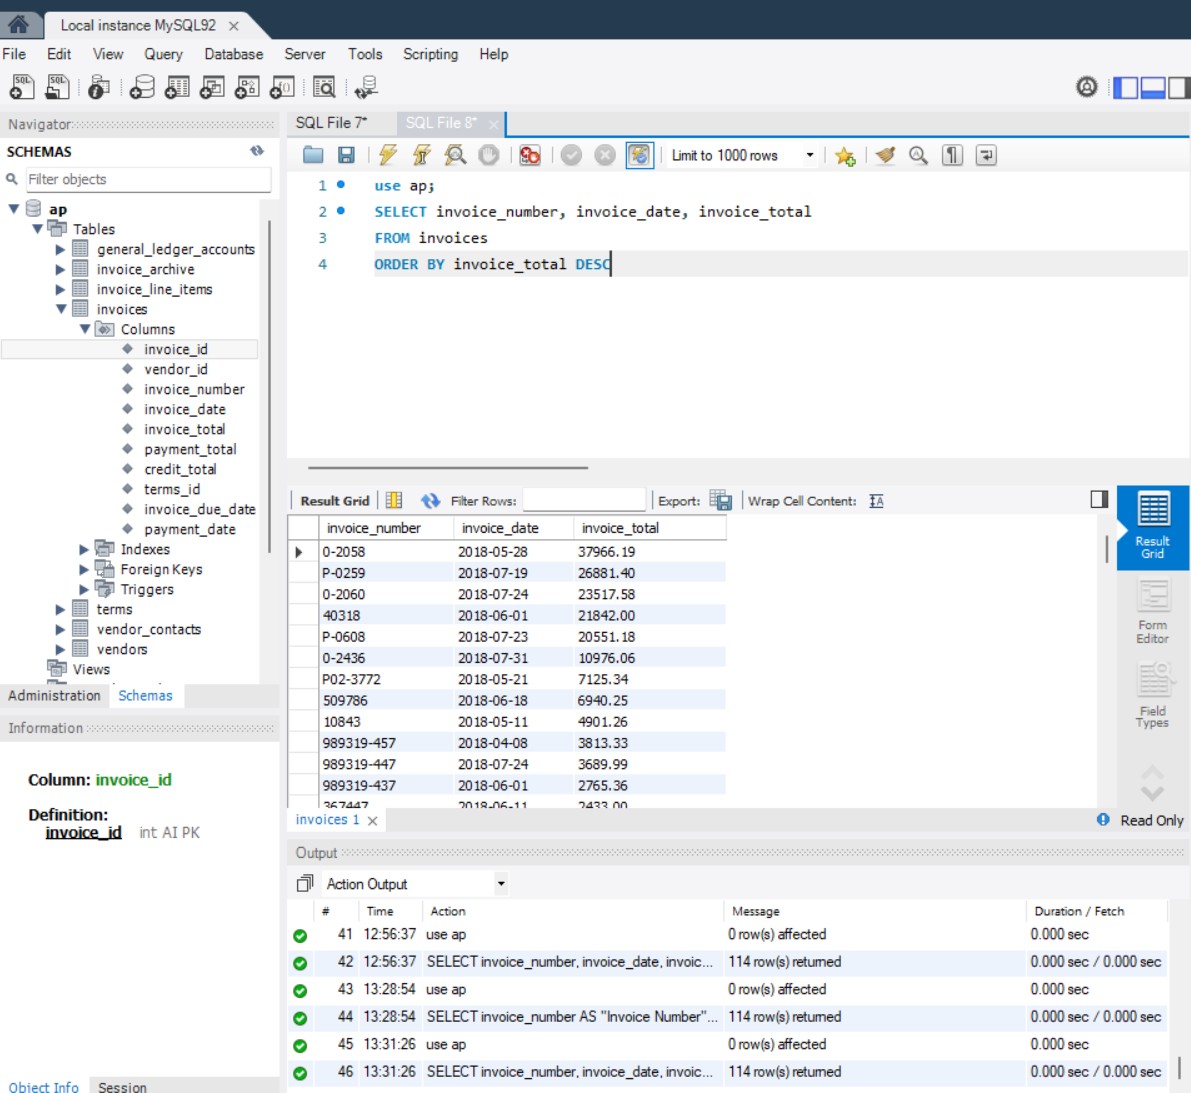 Local instance MySQL92
File Edit View Query Database Server Tools Scripting Help
Navigator
SCHEMAS
Filter objects
ap
Tables
general_ledger_accounts
invoice_archive
invoice_line_items
invoices
Columns
invoice_id
vendor_id
invoice_number
invoice_date
invoice_total
payment_total
credit_total
terms_id
invoice_due_date
payment_date
Indexes
Foreign Keys
Triggers
terms
vendor_contacts
vendors
Views
Administration Schemas
Information
Column: invoice_id
Definition:
invoice_id int AI PK
Object Info Session
SQL File 7* SQL File 8*
Limit to 1000 rows
1 use ap;
2 SELECT invoice_number, invoice_date, invoice_total
3 FROM invoices
4 ORDER BY invoice_total DESC
Result Grid Filter Rows: Export: Wrap Cell Content:
invoice_number invoice_date invoice_total
0-2058 2018-05-28 37966.19
P-0259 2018-07-19 26881.40
0-2060 2018-07-24 23517.58
40318 2018-06-01 21842.00
P-0608 2018-07-23 20551.18
0-2436 2018-07-31 10976.06
P02-3772 2018-05-21 7125.34
509786 2018-06-18 6940.25
10843 2018-05-11 4901.26
989319-457 2018-04-08 3813.33
989319-447 2018-07-24 3689.99
989319-437 2018-06-01 2765.36
367447 2018-06-11 2433.00
Result
Grid
Form
Editor
Field
Types
invoices 1 Read Only
Output
Action Output
# Time Action Message Duration / Fetch
41 12:56:37 use ap 0 row(s) affected 0.000 sec
42 12:56:37 SELECT invoice_number, invoice_date, invoic... 114 row(s) returned 0.000 sec / 0.000 sec
43 13:28:54 use ap 0 row(s) affected 0.000 sec
44 13:28:54 SELECT invoice_number AS "Invoice Number"... 114 row(s) returned 0.000 sec / 0.000 sec
45 13:31:26 use ap 0 row(s) affected 0.000 sec
46 13:31:26 SELECT invoice_number, invoice_date, invoic... 114 row(s) returned 0.000 sec / 0.000 sec